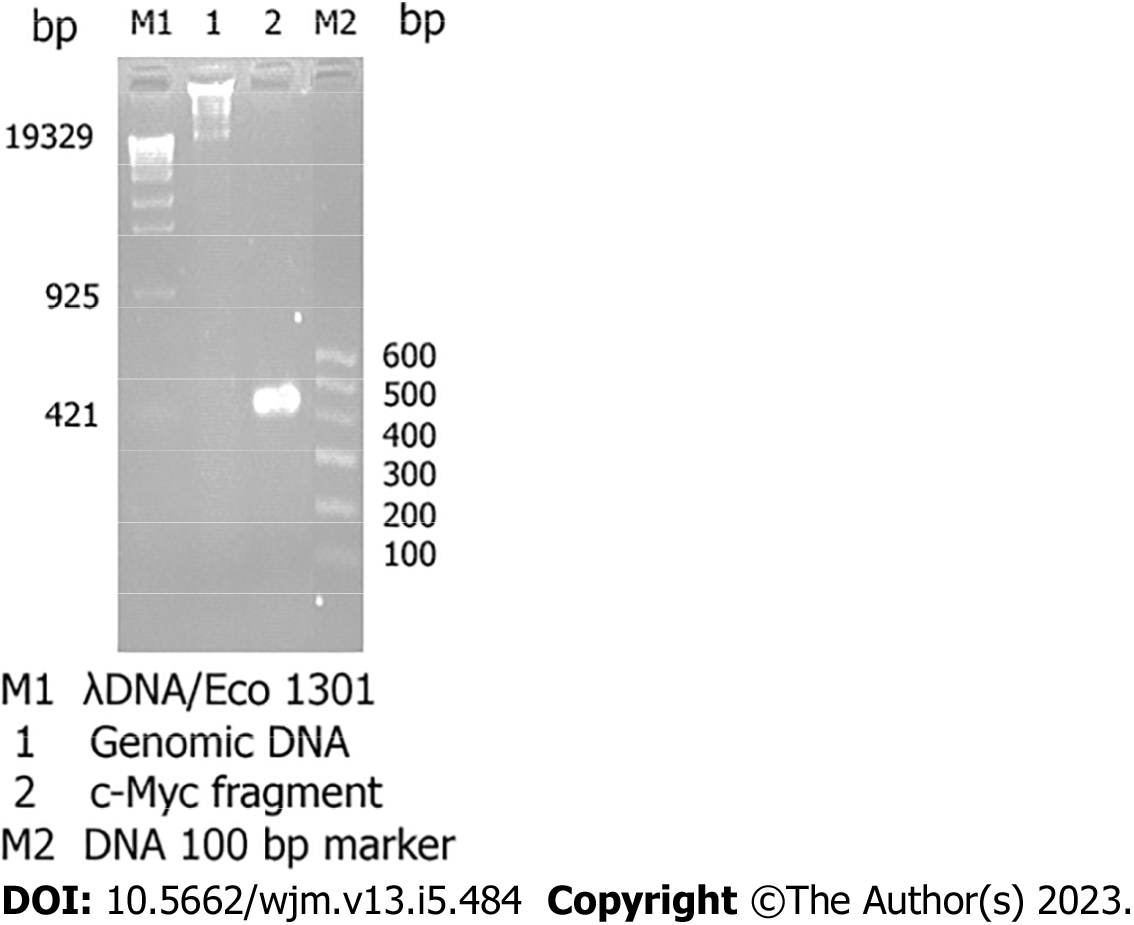 bp M1 1 2 M2 bp
19329
925
600
500
421
400
300
200
100
M1 λDNA/Eco 1301
1 Genomic DNA
2 c-Myc fragment
M2 DNA 100 bp marker
DOI: 10.5662/wjm.v13.i5.484 Copyright ©The Author(s) 2023.